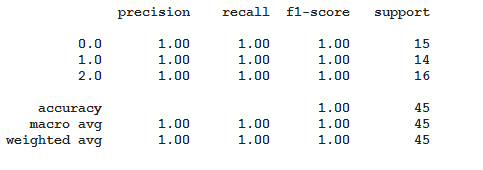 precision recall f1-score support
0.0 1.00 1.00 1.00 15
1.0 1.00 1.00 1.00 14
2.0 1.00 1.00 1.00 16
accuracy 1.00 45
macro avg 1.00 1.00 1.00 45
weighted avg 1.00 1.00 1.00 45